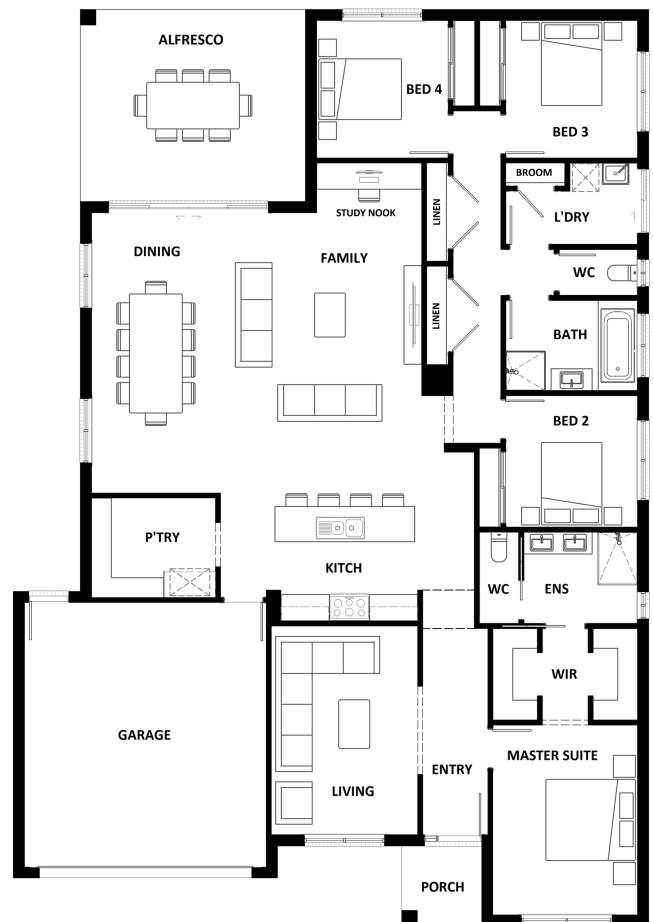 ALFRESCO
BED 4
BED 3
BROOM
STUDY NOOK
LINEN
L'DRY
DINING
FAMILY
WC
LINEN
BATH
BED 2
P'TRY
KITCH
WC
ENS
WIR
GARAGE
MASTER SUITE
ENTRY
LIVING
PORCH